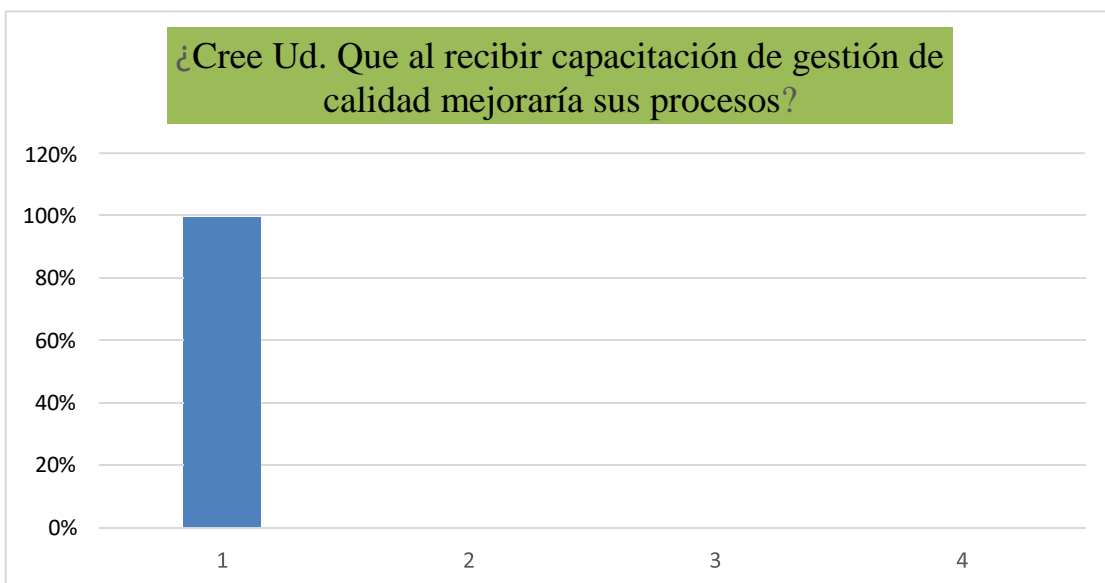 ¿Cree Ud. Que al recibir capacitación de gestión de
calidad mejoraría sus procesos?
120%
100%
80%
60%
40%
20%
0%
1 2 3 4